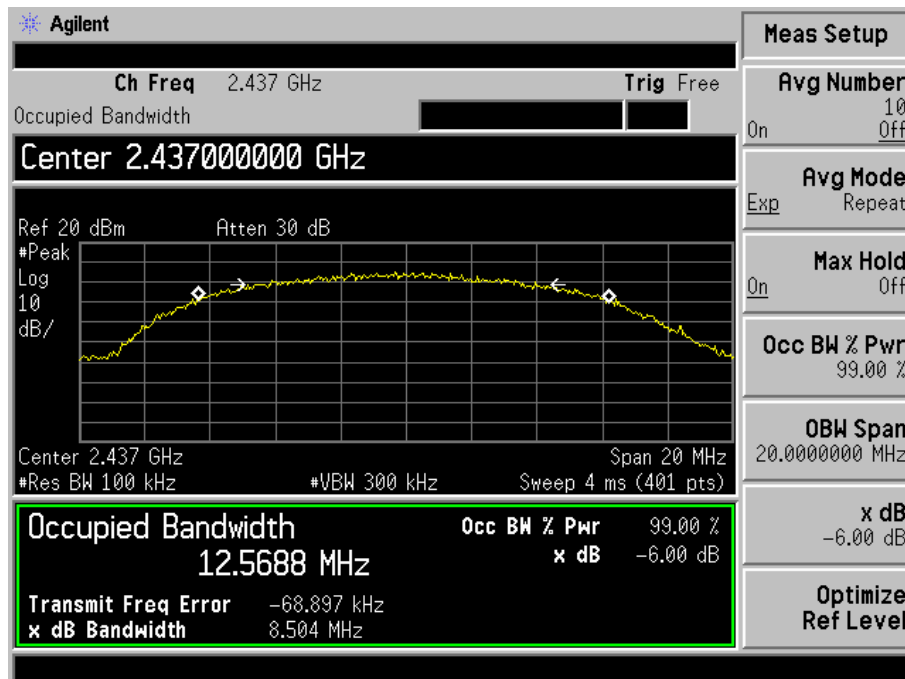 Agilent
Ch Freq 2.437 GHz Trig Free
Occupied Bandwidth
Center 2.437000000 GHz
Ref 20 dBm Atten 30 dB
#Peak
Log
10
dB/
Center 2.437 GHz Span 20 MHz
#Res BW 100 kHz #VBW 300 kHz Sweep 4 ms (401 pts)
Occupied Bandwidth Occ BW % Pwr 99.00 %
12.5688 MHz x dB -6.00 dB
Transmit Freq Error -68.897 kHz
x dB Bandwidth 8.504 MHz
Meas Setup
Avg Number
10
On Off
Avg Mode
Exp Repeat
Max Hold
On Off
Occ BW % Pwr
99.00 %
OBW Span
20.0000000 MHz
x dB
-6.00 dB
Optimize
Ref Level